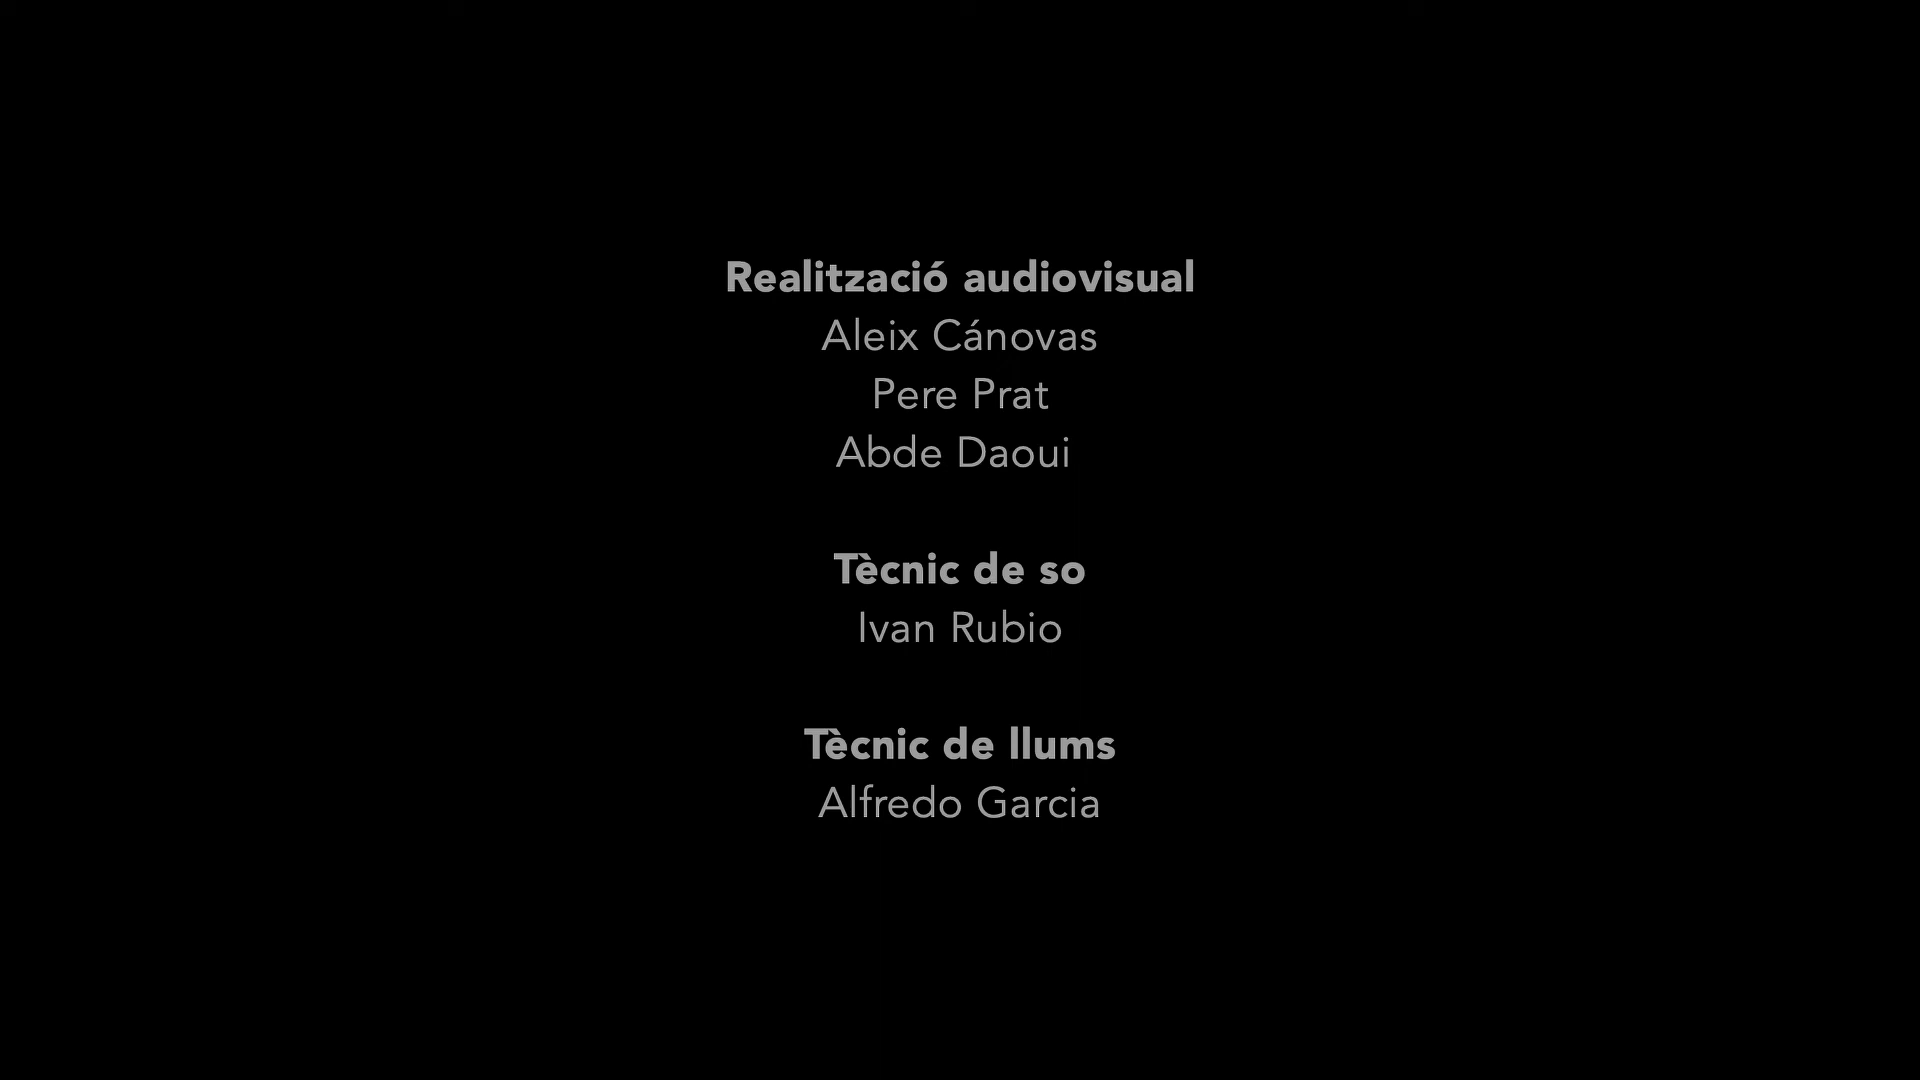 Realització audiovisual
Aleix Cánovas
Pere Prat
Abde Daoui
Tècnic de so
Ivan Rubio
Tècnic de llums
Alfredo Garcia